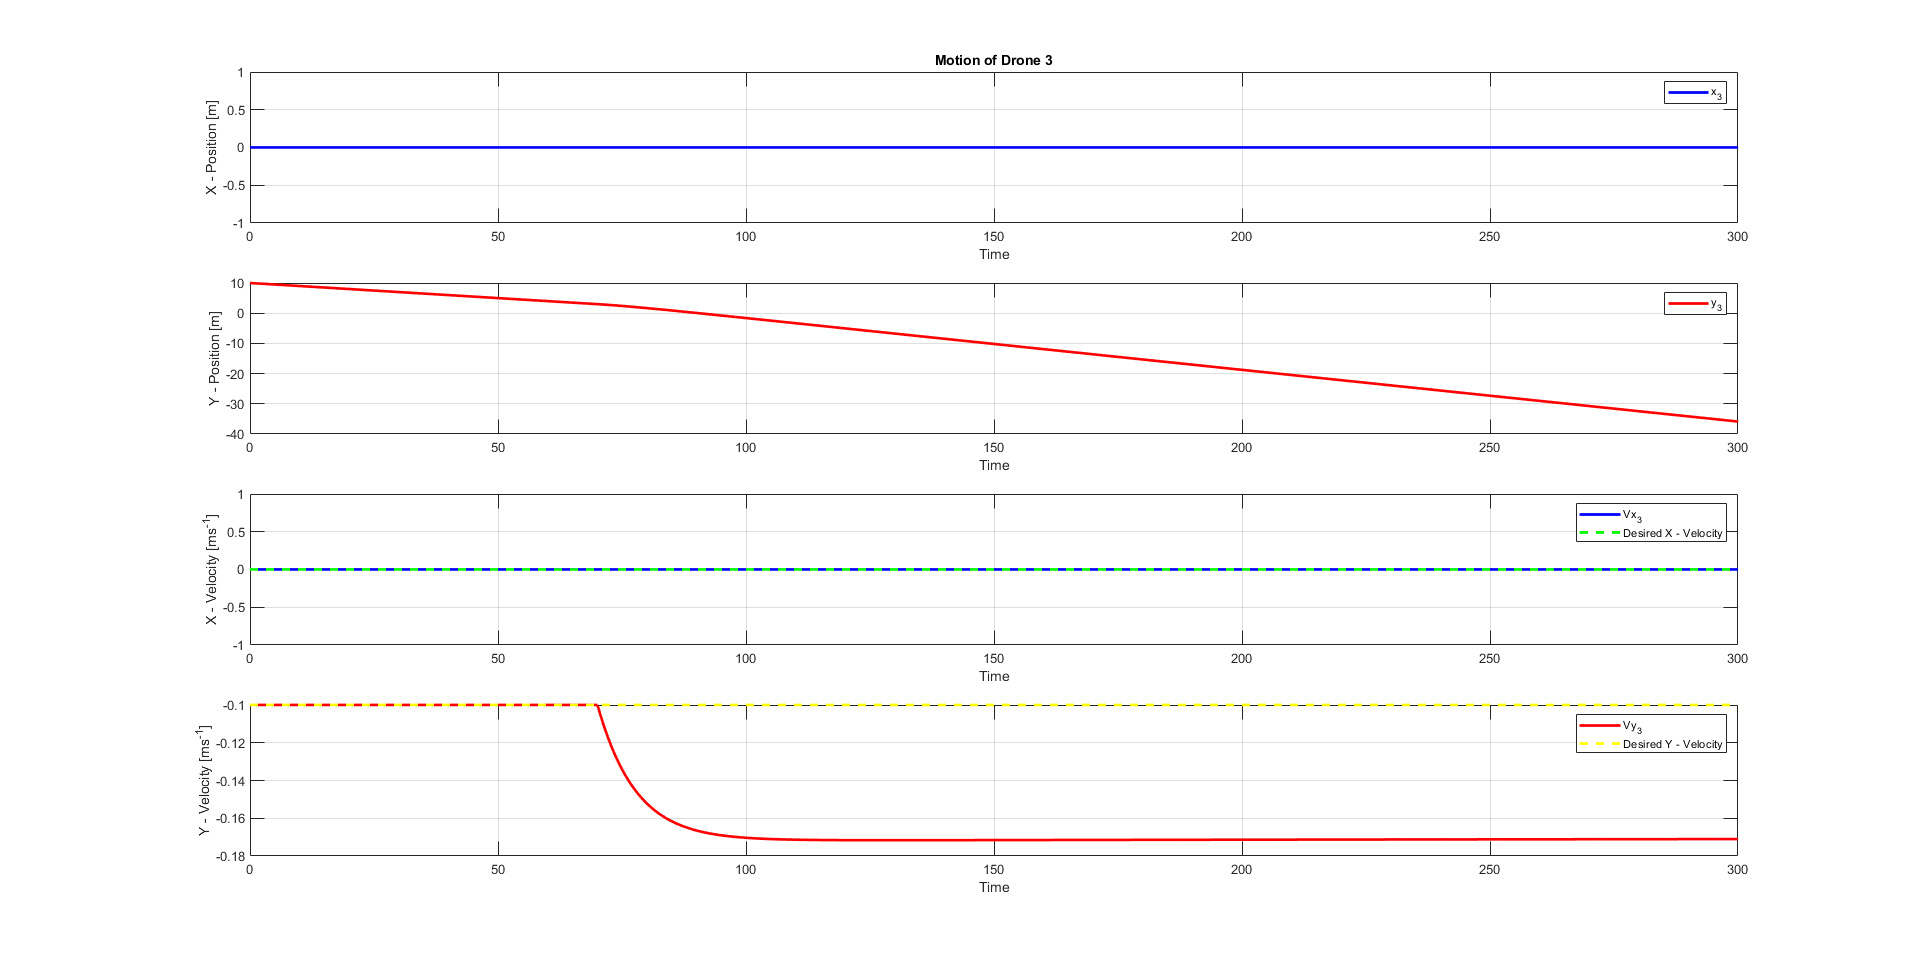 Motion of Drone 3
X - Position [m]
1
0.5
0
-0.5
-1
x3
0 50 100 150 200 250 300
Time
Y - Position [m]
10
0
-10
-20
-30
-40
y3
0 50 100 150 200 250 300
Time
X - Velocity [ms-1]
1
0.5
0
-0.5
-1
Vx3
Desired X - Velocity
0 50 100 150 200 250 300
Time
Y - Velocity [ms-1]
-0.1
-0.12
-0.14
-0.16
-0.18
Vy3
Desired Y - Velocity
0 50 100 150 200 250 300
Time